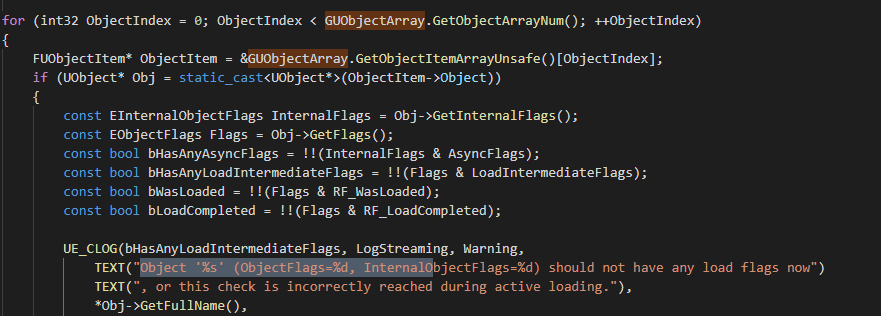 for (int32 ObjectIndex = 0; ObjectIndex < GUObjectArray.GetObjectArrayNum(); ++ObjectIndex)
{
FUObjectItem* ObjectItem = &GUObjectArray.GetObjectItemArrayUnsafe()[ObjectIndex];
if (UObject* Obj = static_cast<UObject*>(ObjectItem->Object))
{
const EInternalObjectFlags InternalFlags = Obj->GetInternalFlags();
const EObjectFlags Flags = Obj->GetFlags();
const bool bHasAnyAsyncFlags = !!(InternalFlags & AsyncFlags);
const bool bHasAnyLoadIntermediateFlags = !!(Flags & LoadIntermediateFlags);
const bool bWasLoaded = !!(Flags & RF_WasLoaded);
const bool bLoadCompleted = !!(Flags & RF_LoadCompleted);
UE_CLOG(bHasAnyLoadIntermediateFlags, LogStreaming, Warning,
TEXT("Object '%s' (ObjectFlags=%d, InternalObjectFlags=%d) should not have any load flags now")
TEXT(", or this check is incorrectly reached during active loading."),
*Obj->GetFullName(),